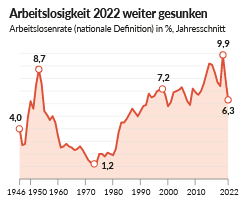 Arbeitslosigkeit 2022 weiter gesunken
Arbeitslosenrate (nationale Definition) in %, Jahresschnitt
9,9
8,7
7,2
4,0
6,3
1,2
1946 1950 1960 1970 1980 1990 2000 2010 2022